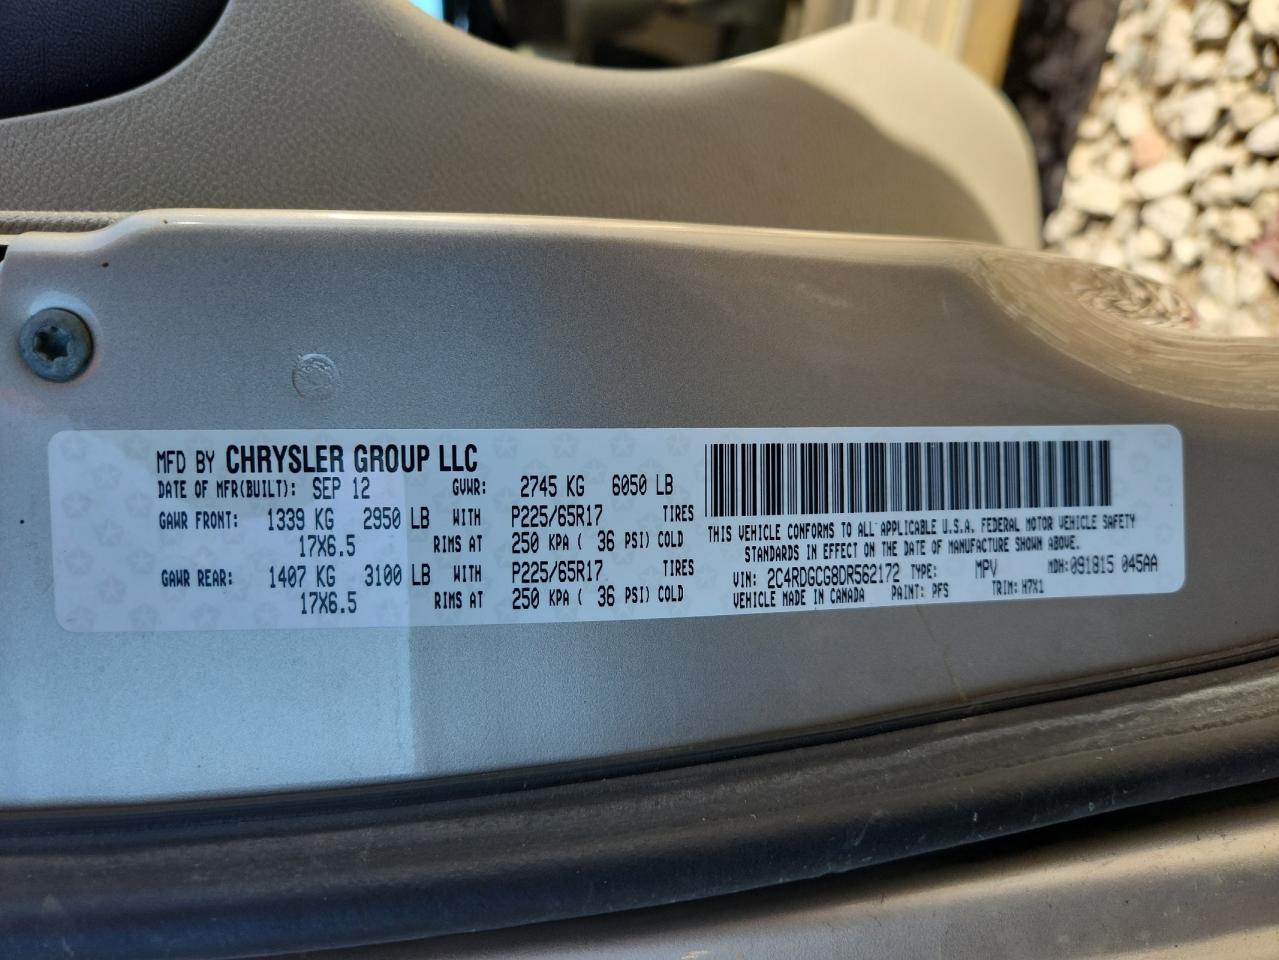 MFD BY CHRYSLER GROUP LLC
DATE OF MFR(BUILT): SEP 12 GVWR: 2745 KG 6050 LB
GAWR FRONT: 1339 KG 2950 LB WITH P225/65R17 TIRES
17X6.5 RIMS AT 250 KPA ( 36 PSI) COLD
GAWR REAR: 1407 KG 3100 LB WITH P225/65R17 TIRES
17X6.5 RIMS AT 250 KPA ( 36 PSI) COLD
THIS VEHICLE CONFORMS TO ALL APPLICABLE U.S.A. FEDERAL MOTOR VEHICLE SAFETY
STANDARDS IN EFFECT ON THE DATE OF MANUFACTURE SHOWN ABOVE.
VIN: 2C4RDGCG8DR562172 TYPE: MPV MDH: 091815 045AA
VEHICLE MADE IN CANADA PAINT: PFS TRIM: H7X1